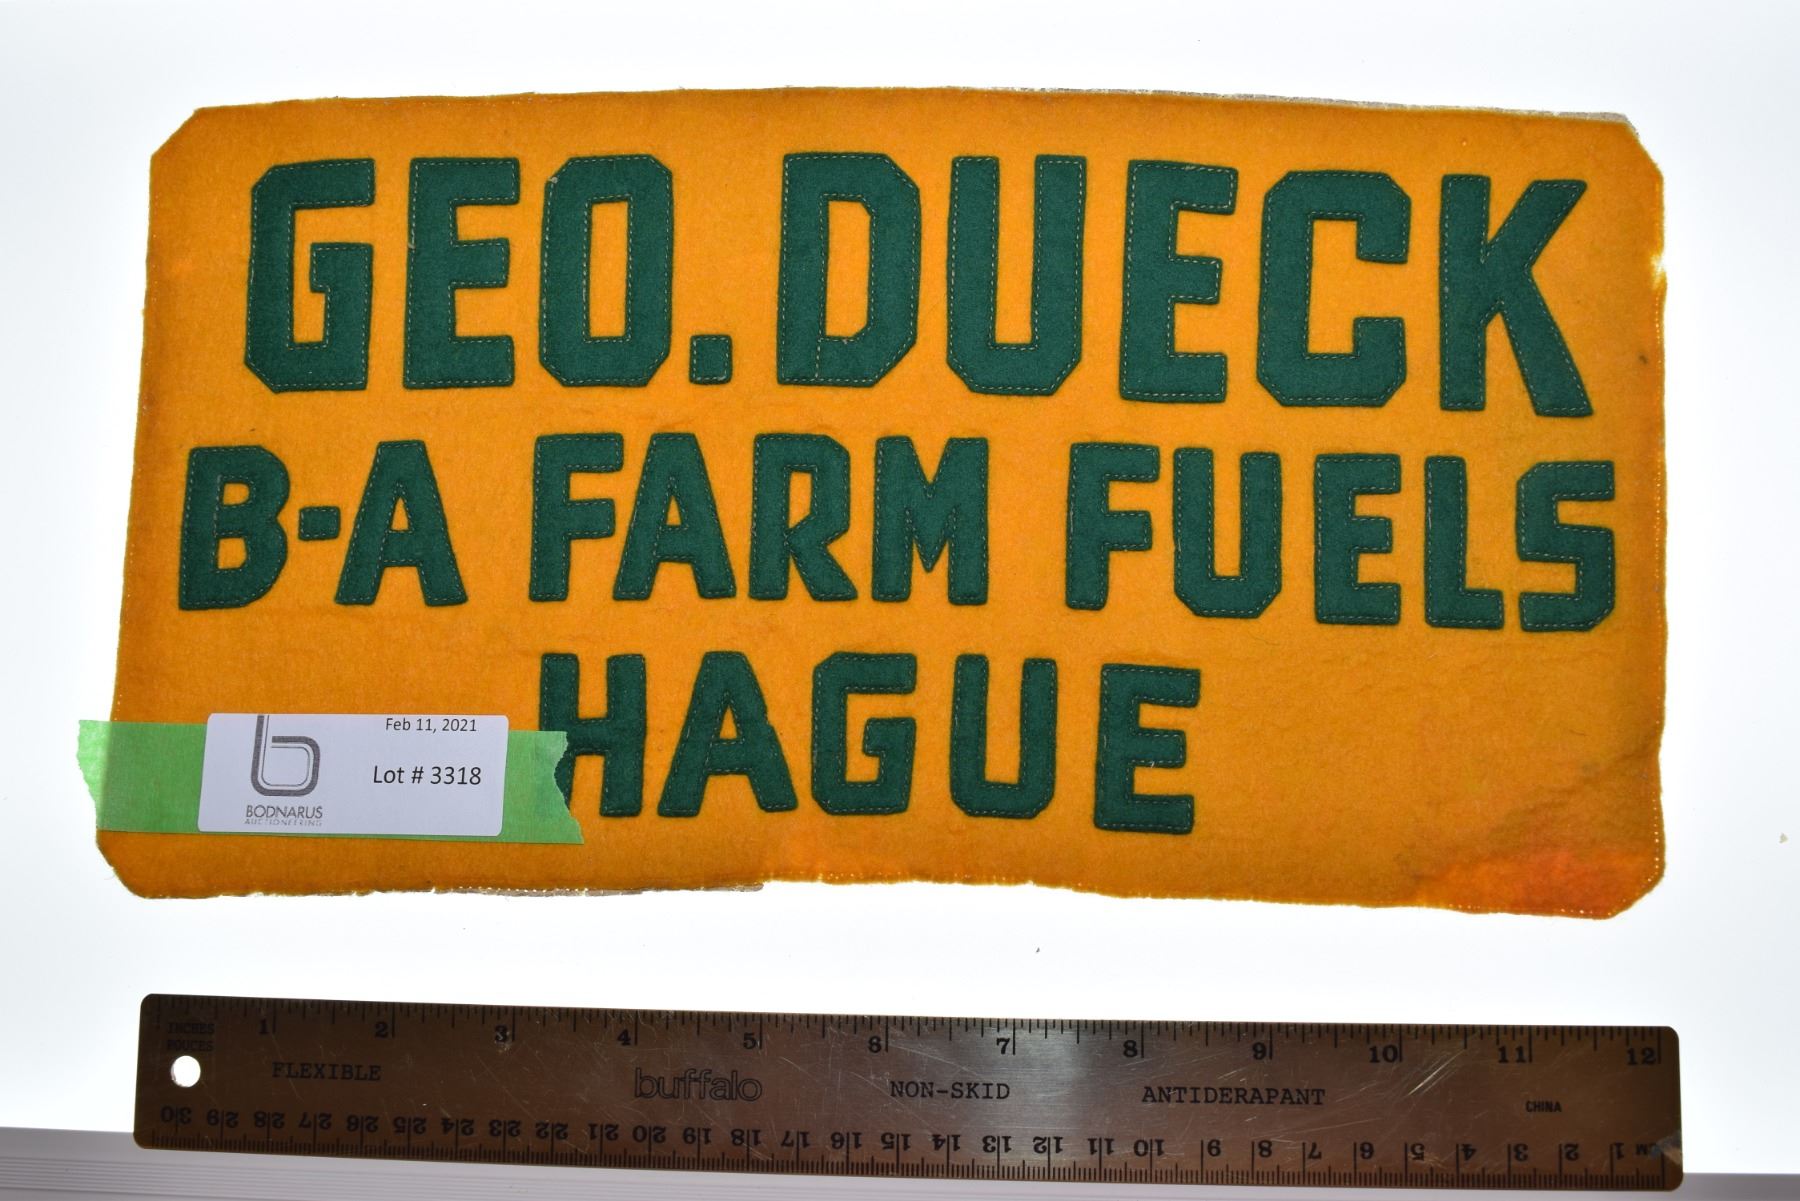 GEO. DUECK
B-A FARM FUELS
HAGUE
Feb 11, 2021
Lot # 3318
b
BODNARUS
AUCTIONEERING
INCHES 1 2 3 4 5 6 7 8 9 10 11 12
POUCES
FLEXIBLE buffalo NON-SKID ANTIDERAPANT CHINA
30 29 28 27 26 25 24 23 22 21 20 19 18 17 16 15 14 13 12 11 10 9 8 7 6 5 4 3 2 1 CM